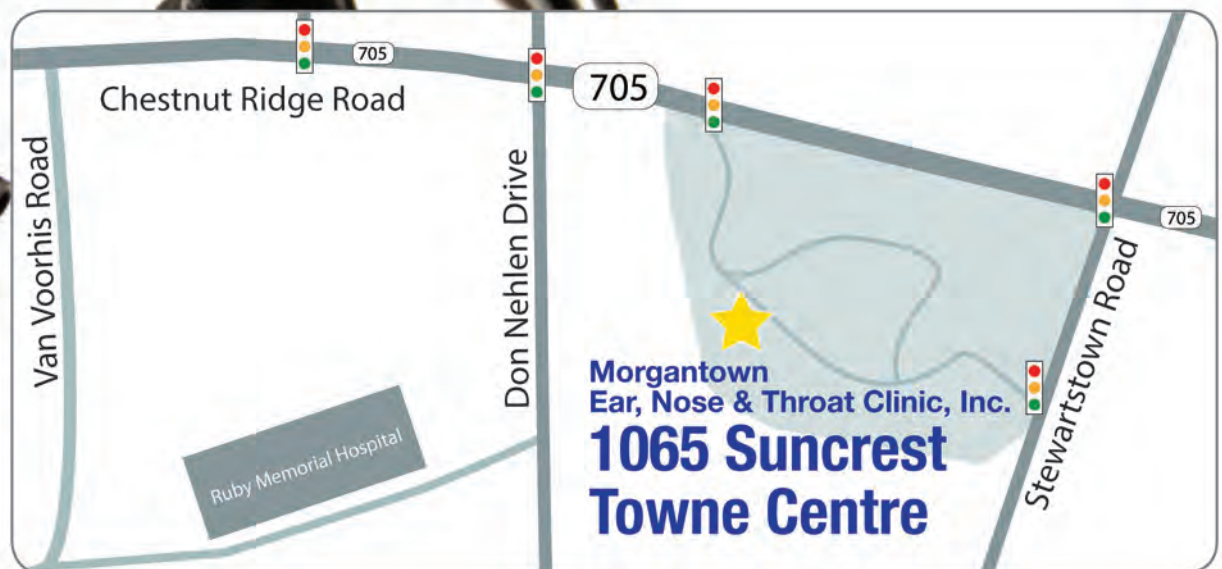 705
Chestnut Ridge Road
705
705
Van Voorhis Road
Don Nehlen Drive
Stewartstown Road
Ruby Memorial Hospital
Morgantown
Ear, Nose & Throat Clinic, Inc.
1065 Suncrest
Towne Centre